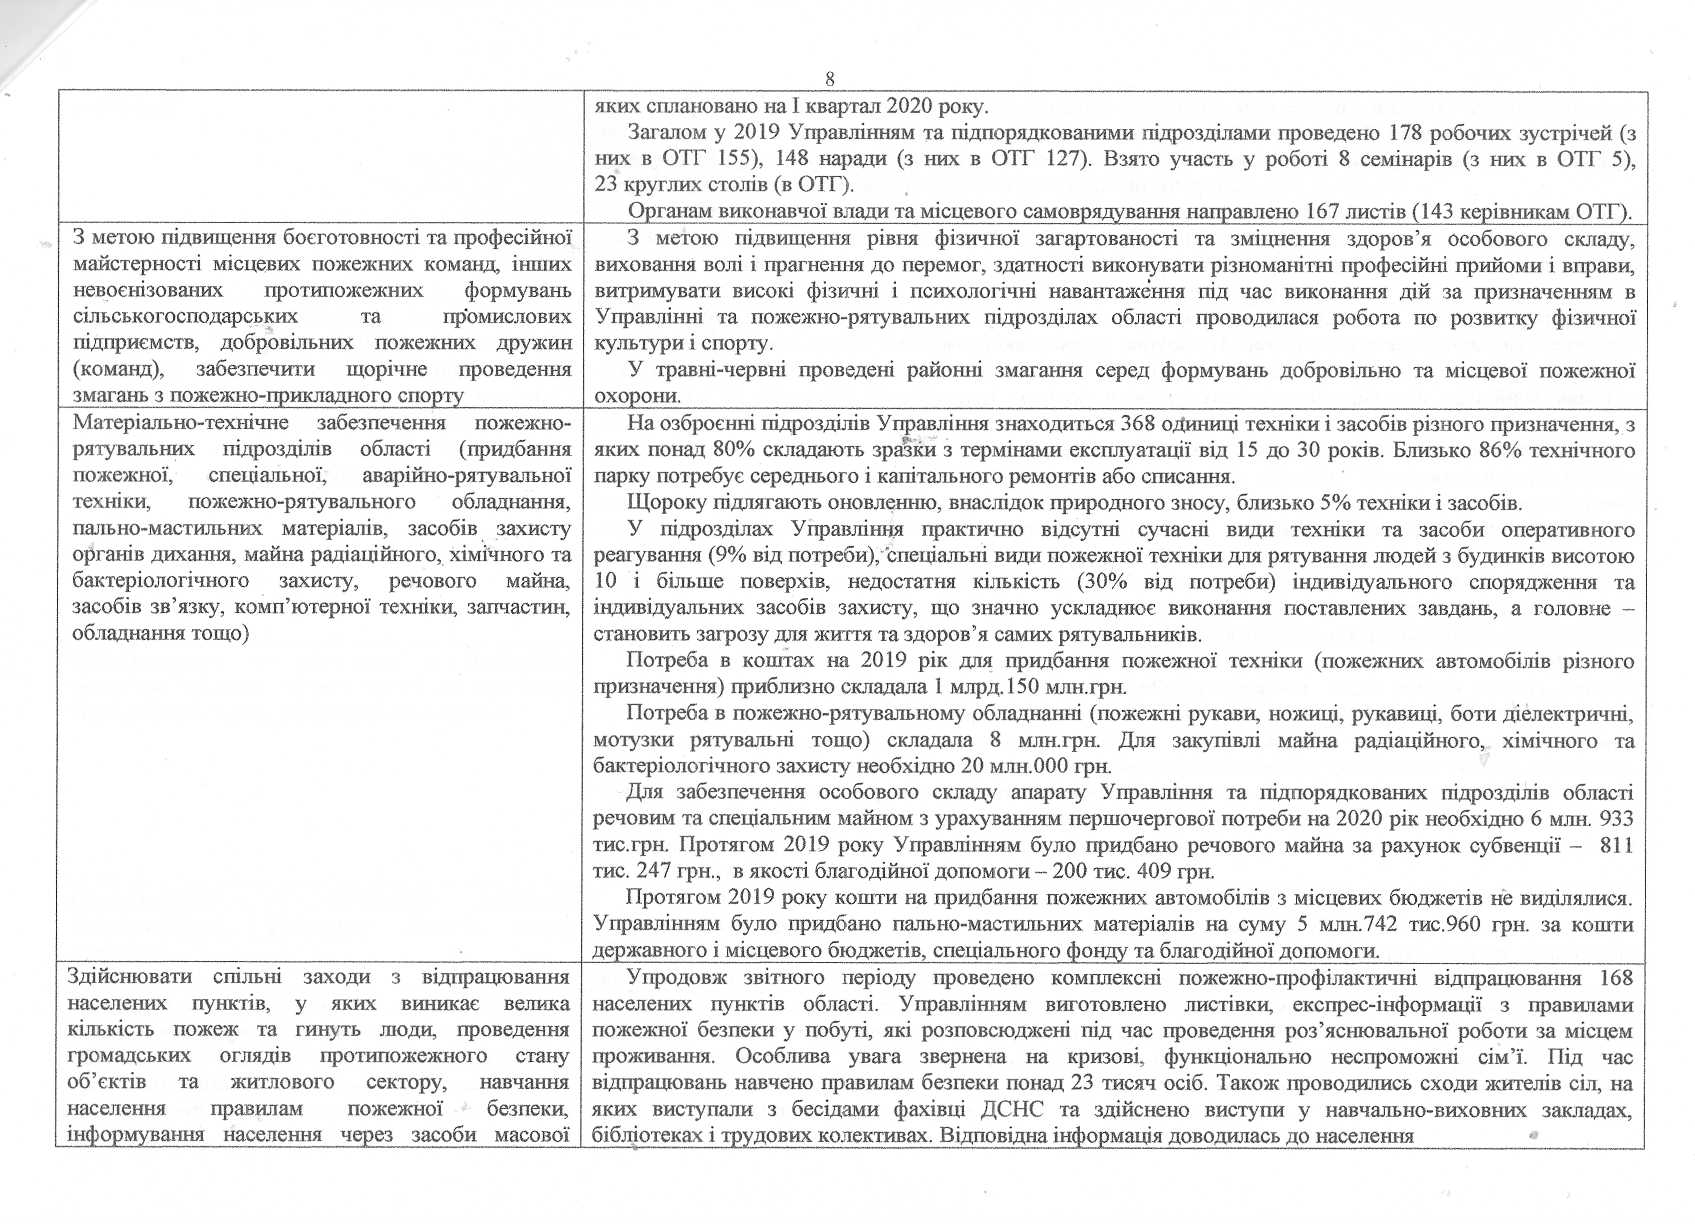 8
яких сплановано на І квартал 2020 року.
Загалом у 2019 Управлінням та підпорядкованими підрозділами проведено 178 робочих зустрічей (з
них в ОТГ 155), 148 наради (з них в ОТГ 127). Взято участь у роботі 8 семінарів (з них в ОТГ 5),
23 круглих столів (в ОТГ).
Органам виконавчої влади та місцевого самоврядування направлено 167 листів (143 керівникам ОТГ).
З метою підвищення боєготовності та професійної
майстерності місцевих пожежних команд, інших
невоєнізованих протипожежних формувань
сільськогосподарських та промислових
підприємств, добровільних пожежних дружин
(команд), забезпечити щорічне проведення
змагань з пожежно-прикладного спорту
З метою підвищення рівня фізичної загартованості та зміцнення здоров’я особового складу,
виховання волі і прагнення до перемог, здатності виконувати різноманітні професійні прийоми і вправи,
витримувати високі фізичні і психологічні навантаження під час виконання дій за призначенням в
Управлінні та пожежно-рятувальних підрозділах області проводилася робота по розвитку фізичної
культури і спорту.
У травні-червні проведені районні змагання серед формувань добровільно та місцевої пожежної
охорони.
Матеріально-технічне забезпечення пожежно-
рятувальних підрозділів області (придбання
пожежної, спеціальної, аварійно-рятувальної
техніки, пожежно-рятувального обладнання,
пально-мастильних матеріалів, засобів захисту
органів дихання, майна радіаційного, хімічного та
бактеріологічного захисту, речового майна,
засобів зв’язку, комп’ютерної техніки, запчастин,
обладнання тощо)
На озброєнні підрозділів Управління знаходиться 368 одиниці техніки і засобів різного призначення, з
яких понад 80% складають зразки з термінами експлуатації від 15 до 30 років. Близько 86% технічного
парку потребує середнього і капітального ремонтів або списання.
Щороку підлягають оновленню, внаслідок природного зносу, близько 5% техніки і засобів.
У підрозділах Управління практично відсутні сучасні види техніки та засоби оперативного
реагування (9% від потреби), спеціальні види пожежної техніки для рятування людей з будинків висотою
10 і більше поверхів, недостатня кількість (30% від потреби) індивідуального спорядження та
індивідуальних засобів захисту, що значно ускладнює виконання поставлених завдань, а головне –
становить загрозу для життя та здоров’я самих рятувальників.
Потреба в коштах на 2019 рік для придбання пожежної техніки (пожежних автомобілів різного
призначення) приблизно складала 1 млрд.150 млн.грн.
Потреба в пожежно-рятувальному обладнанні (пожежні рукави, ножиці, рукавиці, боти діелектричні,
мотузки рятувальні тощо) складала 8 млн.грн. Для закупівлі майна радіаційного, хімічного та
бактеріологічного захисту необхідно 20 млн.000 грн.
Для забезпечення особового складу апарату Управління та підпорядкованих підрозділів області
речовим та спеціальним майном з урахуванням першочергової потреби на 2020 рік необхідно 6 млн. 933
тис.грн. Протягом 2019 року Управлінням було придбано речового майна за рахунок субвенції – 811
тис. 247 грн., в якості благодійної допомоги – 200 тис. 409 грн.
Протягом 2019 року кошти на придбання пожежних автомобілів з місцевих бюджетів не виділялися.
Управлінням було придбано пально-мастильних матеріалів на суму 5 млн.742 тис.960 грн. за кошти
державного і місцевого бюджетів, спеціального фонду та благодійної допомоги.
Здійснювати спільні заходи з відпрацювання
населених пунктів, у яких виникає велика
кількість пожеж та гинуть люди, проведення
громадських оглядів протипожежного стану
об’єктів та житлового сектору, навчання
населення правилам пожежної безпеки,
інформування населення через засоби масової
Упродовж звітного періоду проведено комплексні пожежно-профілактичні відпрацювання 168
населених пунктів області. Управлінням виготовлено листівки, експрес-інформації з правилами
пожежної безпеки у побуті, які розповсюджені під час проведення роз’яснювальної роботи за місцем
проживання. Особлива увага звернена на кризові, функціонально неспроможні сім’ї. Під час
відпрацювань навчено правилам безпеки понад 23 тисяч осіб. Також проводились сходи жителів сіл, на
яких виступали з бесідами фахівці ДСНС та здійснено виступи у навчально-виховних закладах,
бібліотеках і трудових колективах. Відповідна інформація доводилась до населення